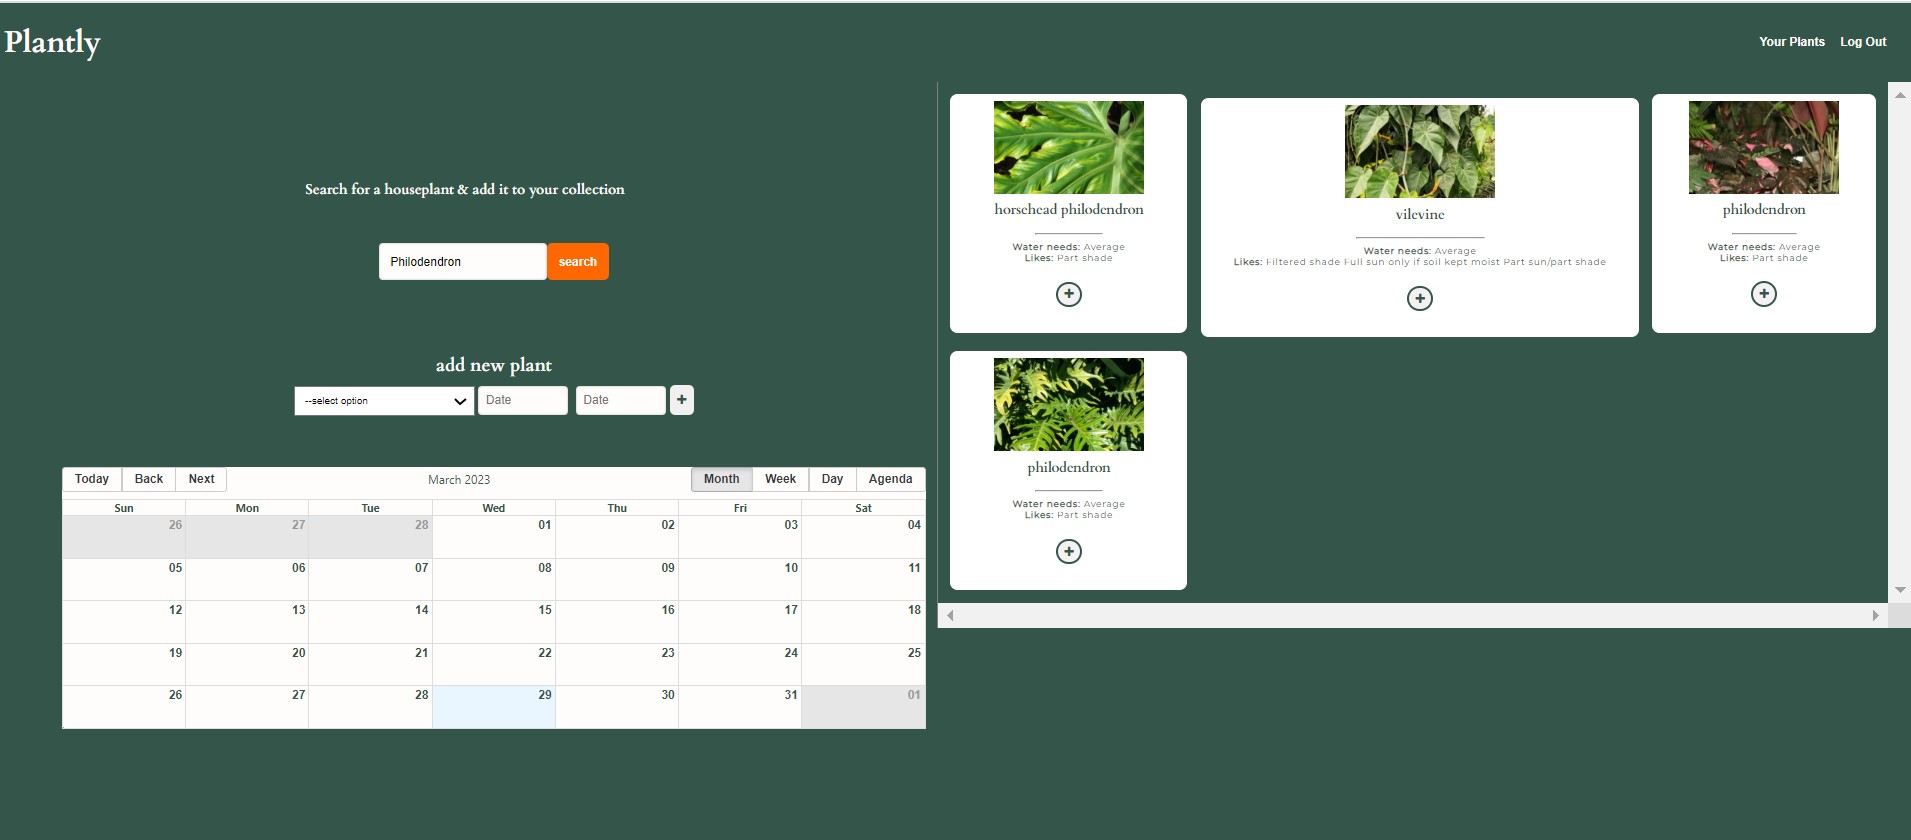 Plantly
Your Plants Log Out
Search for a houseplant & add it to your collection
Philodendron search
add new plant
--select option Date Date +
Today Back Next March 2023 Month Week Day Agenda
Sun Mon Tue Wed Thu Fri Sat
26 27 28 01 02 03 04
05 06 07 08 09 10 11
12 13 14 15 16 17 18
19 20 21 22 23 24 25
26 27 28 29 30 31 01
horsehead philodendron
Water needs: Average
Likes: Part shade
+
vilevine
Water needs: Average
Likes: Filtered shade Full sun only if soil kept moist Part sun/part shade
+
philodendron
Water needs: Average
Likes: Part shade
+
philodendron
Water needs: Average
Likes: Part shade
+